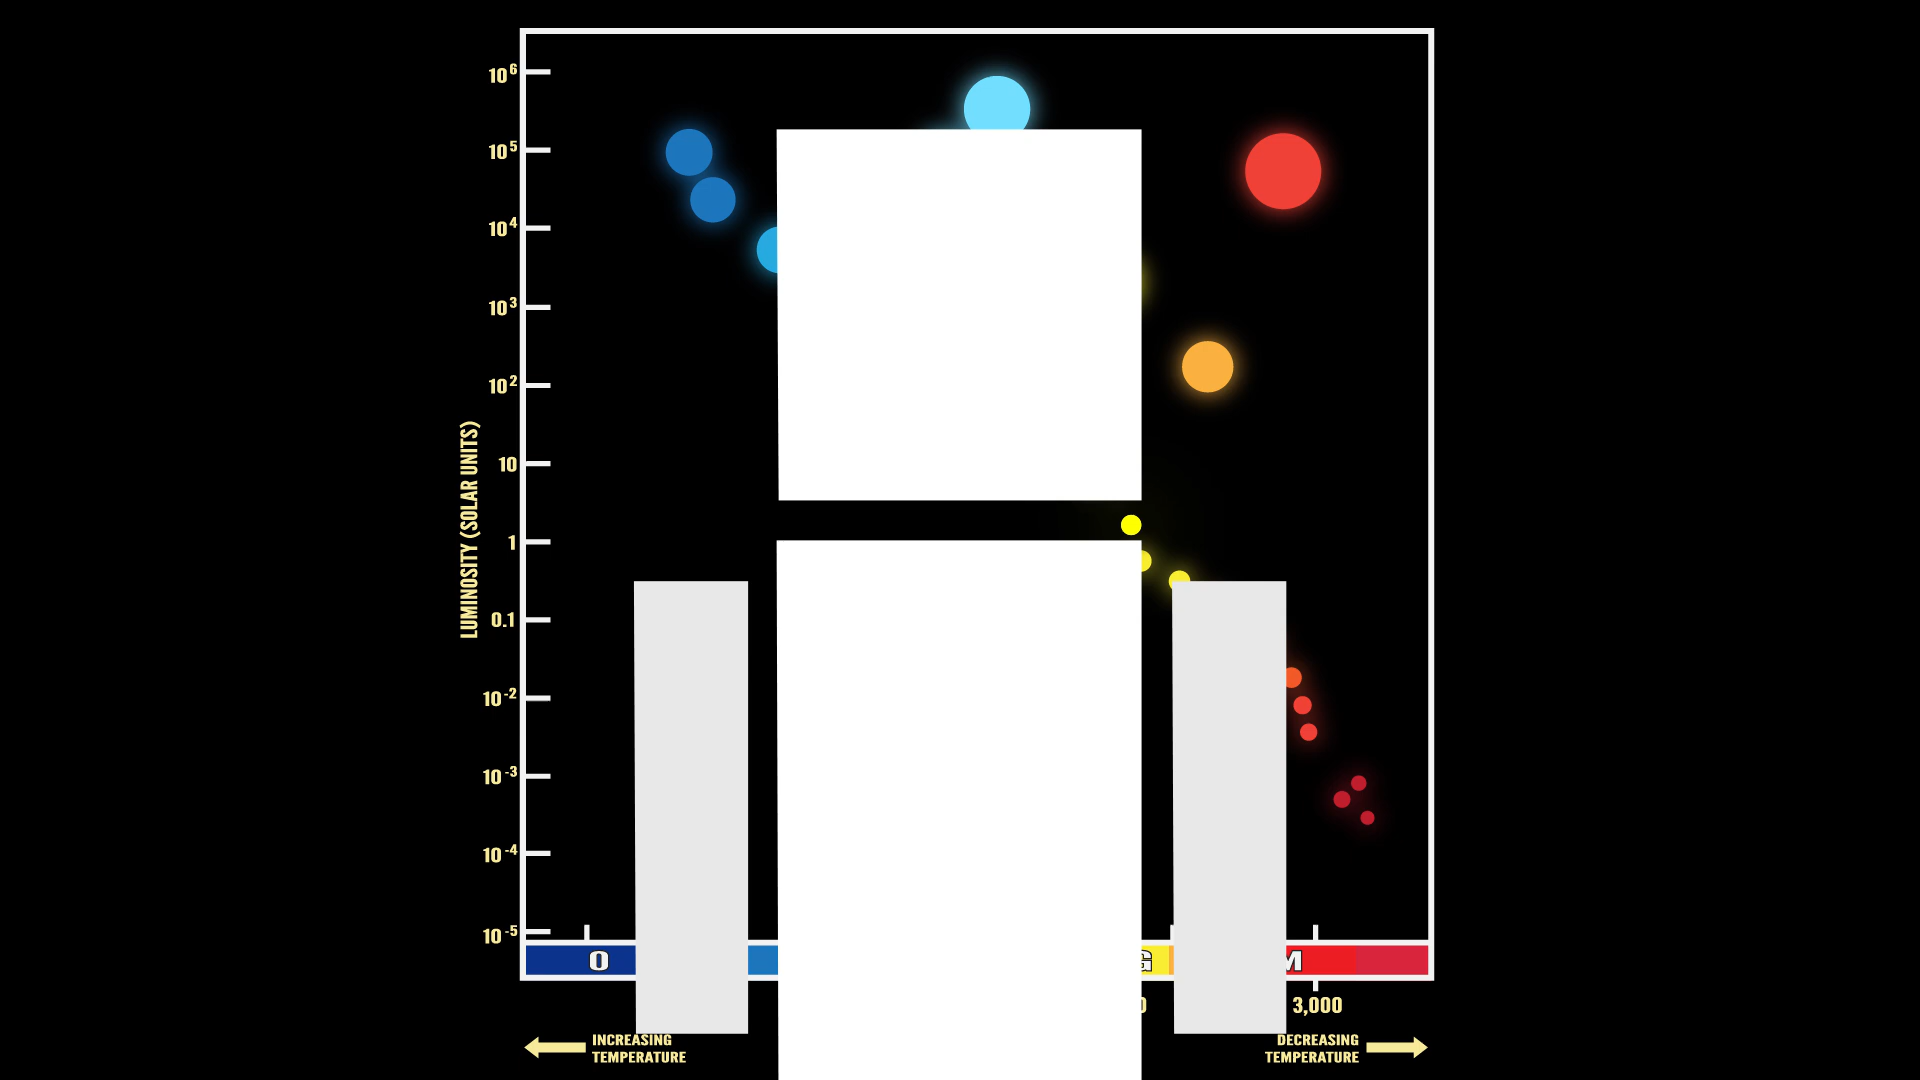 10⁶
10⁵
10⁴
10³
10²
10
1
0.1
10⁻²
10⁻³
10⁻⁴
10⁻⁵
LUMINOSITY (SOLAR UNITS)
O G M
3,000
INCREASING
TEMPERATURE
DECREASING
TEMPERATURE